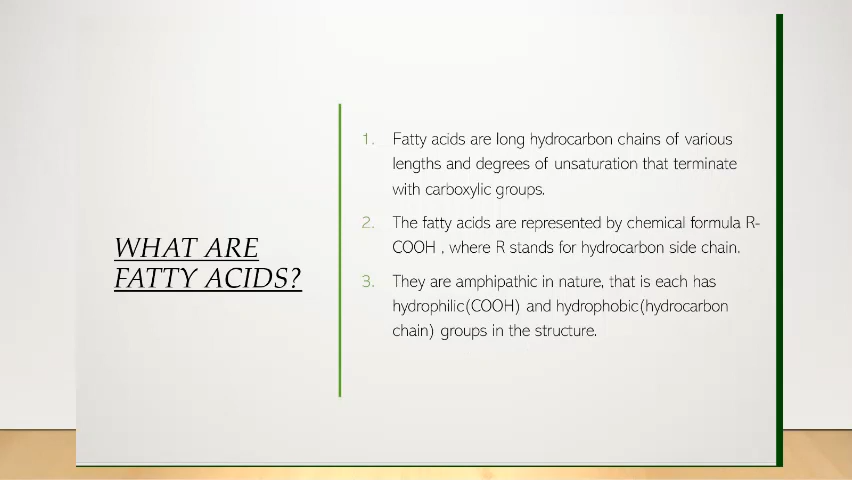 WHAT ARE
FATTY ACIDS?
1. Fatty acids are long hydrocarbon chains of various
lengths and degrees of unsaturation that terminate
with carboxylic groups.
2. The fatty acids are represented by chemical formula R-
COOH , where R stands for hydrocarbon side chain.
3. They are amphipathic in nature, that is each has
hydrophilic(COOH) and hydrophobic(hydrocarbon
chain) groups in the structure.